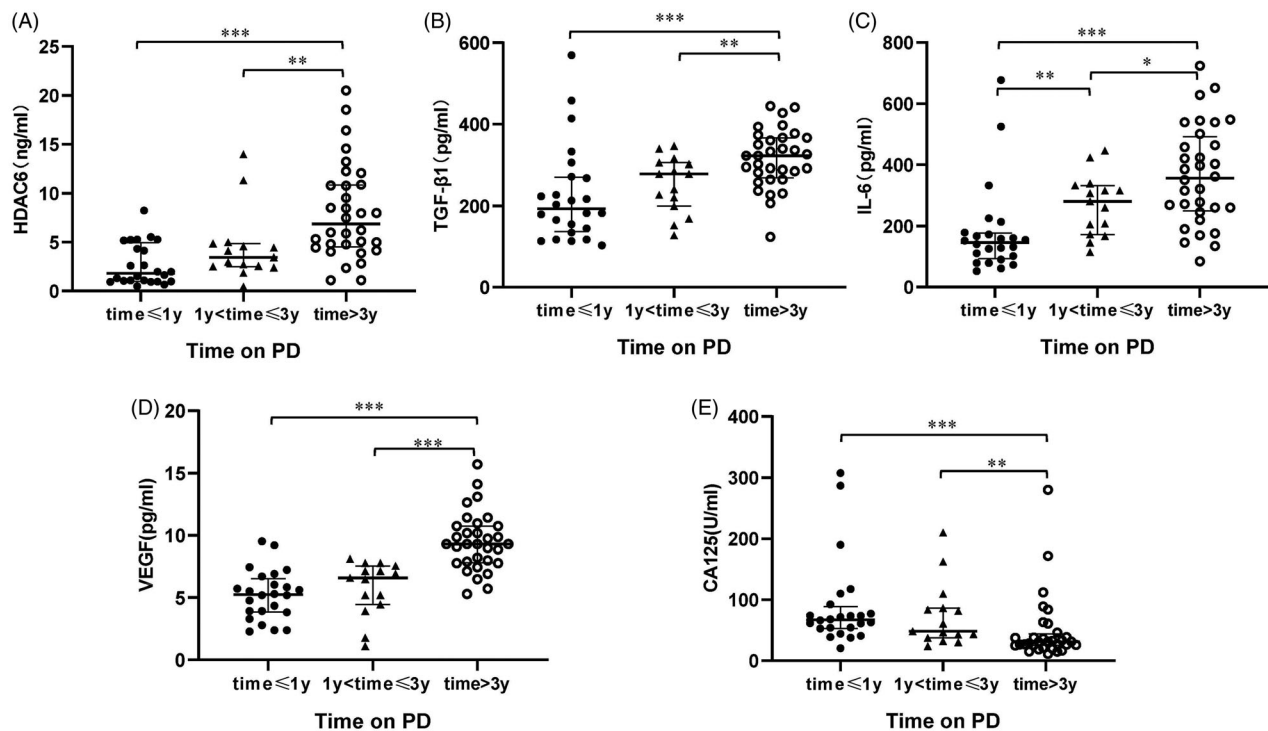 (A)
***
**
25
20
15
10
5
0
HDAC6（ng/ml）
time⩽1y 1y<time⩽3y time>3y
Time on PD
(B)
***
**
600
400
200
0
TGF-β1（pg/ml）
time⩽1y 1y<time⩽3y time>3y
Time on PD
(C)
***
**
*
800
600
400
200
0
IL-6（pg/ml）
time⩽1y 1y<time⩽3y time>3y
Time on PD
(D)
***
***
20
15
10
5
0
VEGF(pg/ml)
time⩽1y 1y<time⩽3y time>3y
Time on PD
(E)
***
**
400
300
200
100
0
CA125(U/ml)
time⩽1y 1y<time⩽3y time>3y
Time on PD